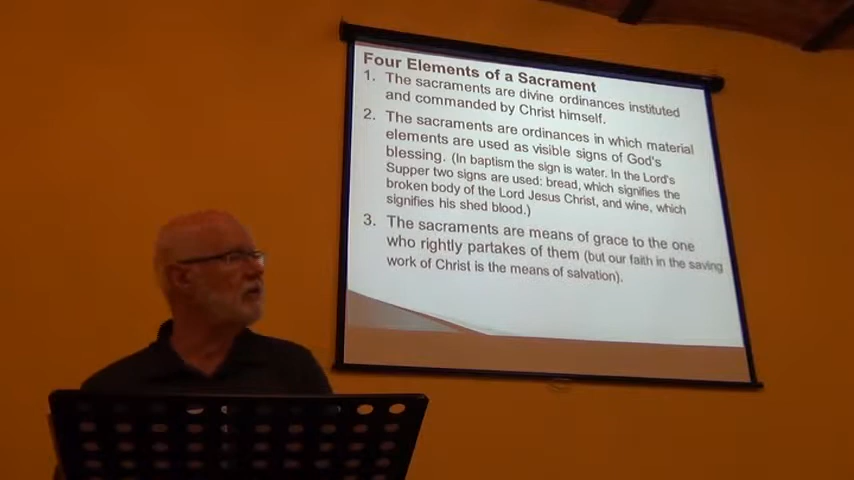 Four Elements of a Sacrament
1. The sacraments are divine ordinances instituted
and commanded by Christ himself.
2. The sacraments are ordinances in which material
elements are used as visible signs of God's
blessing. (In baptism the sign is water. In the Lord's
Supper two signs are used: bread, which signifies the
broken body of the Lord Jesus Christ, and wine, which
signifies his shed blood.)
3. The sacraments are means of grace to the one
who rightly partakes of them (but our faith in the saving
work of Christ is the means of salvation).